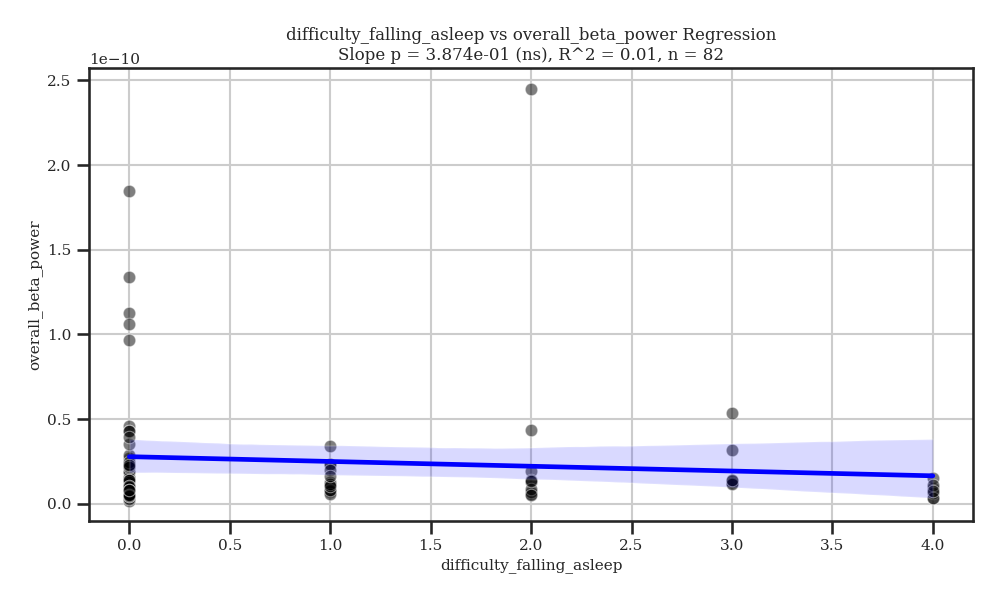 difficulty_falling_asleep vs overall_beta_power Regression
Slope p = 3.874e-01 (ns), R^2 = 0.01, n = 82
1e−10
2.5
2.0
1.5
1.0
0.5
0.0
overall_beta_power
0.0 0.5 1.0 1.5 2.0 2.5 3.0 3.5 4.0
difficulty_falling_asleep